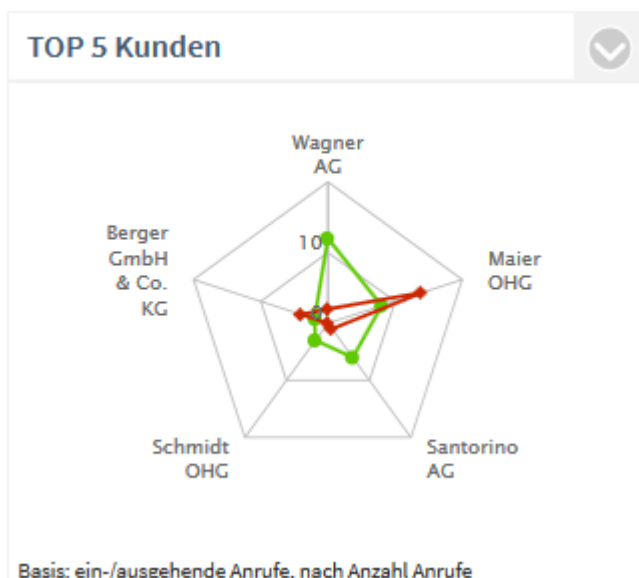 TOP 5 Kunden
Wagner
AG
10
Berger
GmbH
& Co.
KG
Maier
OHG
0
Schmidt
OHG
Santorino
AG
Basis: ein-/ausgehende Anrufe, nach Anzahl Anrufe